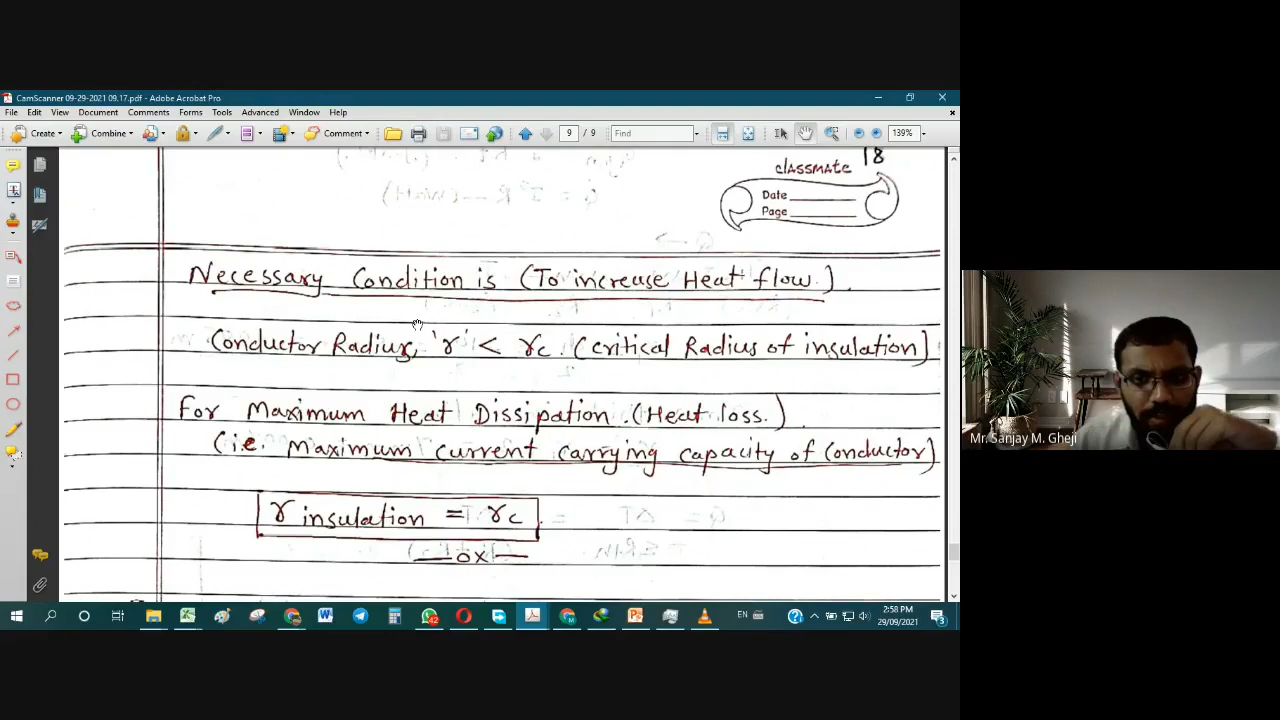 CamScanner 09-29-2021 09.17.pdf - Adobe Acrobat Pro
File Edit View Document Comments Forms Tools Advanced Window Help
Create Combine Comment 9 / 9 Find 139%
18
classmate
Date
Page
Necessary Condition is (To increase Heat flow.)
Conductor Radius, 'r' < rc. (critical Radius of insulation)
For Maximum Heat Dissipation. (Heat loss.)
(i.e. Maximum current carrying capacity of conductor)
r insulation = rc
—ox—
Mr. Sanjay M. Gheji
42
EN
2:58 PM
29/09/2021
3